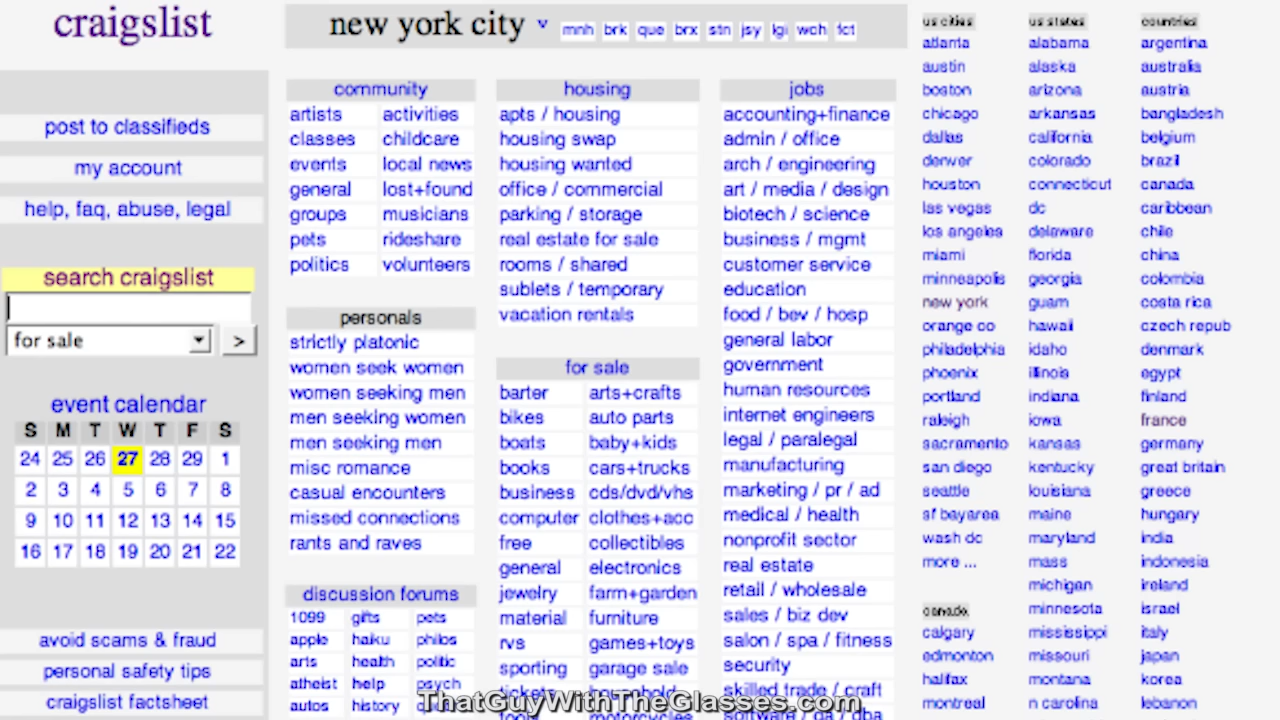 craigslist
post to classifieds
my account
help, faq, abuse, legal
search craigslist
for sale
>
event calendar
S M T W T F S
24 25 26 27 28 29 1
2 3 4 5 6 7 8
9 10 11 12 13 14 15
16 17 18 19 20 21 22
avoid scams & fraud
personal safety tips
craigslist factsheet
new york city
mnh brk que brx stn jsy lgi wch fct
community
artists activities
classes childcare
events local news
general lost+found
groups musicians
pets rideshare
politics volunteers
personals
strictly platonic
women seek women
women seeking men
men seeking women
men seeking men
misc romance
casual encounters
missed connections
rants and raves
discussion forums
1099 gifts pets
apple haiku philos
arts health politic
atheist help psych
autos history
housing
apts / housing
housing swap
housing wanted
office / commercial
parking / storage
real estate for sale
rooms / shared
sublets / temporary
vacation rentals
for sale
barter arts+crafts
bikes auto parts
boats baby+kids
books cars+trucks
business cds/dvd/vhs
computer clothes+acc
free collectibles
general electronics
jewelry farm+garden
material furniture
rvs games+toys
sporting garage sale
tickets household
tools motorcycles
jobs
accounting+finance
admin / office
arch / engineering
art / media / design
biotech / science
business / mgmt
customer service
education
food / bev / hosp
general labor
government
human resources
internet engineers
legal / paralegal
manufacturing
marketing / pr / ad
medical / health
nonprofit sector
real estate
retail / wholesale
sales / biz dev
salon / spa / fitness
security
skilled trade / craft
software / qa / dba
us cities
atlanta
austin
boston
chicago
dallas
denver
houston
las vegas
los angeles
miami
minneapolis
new york
orange co
philadelphia
phoenix
portland
raleigh
sacramento
san diego
seattle
sf bayarea
wash dc
more ...
canada
calgary
edmonton
halifax
montreal
us states
alabama
alaska
arizona
arkansas
california
colorado
connecticut
dc
delaware
florida
georgia
guam
hawaii
idaho
illinois
indiana
iowa
kansas
kentucky
louisiana
maine
maryland
mass
michigan
minnesota
mississippi
missouri
montana
n carolina
countries
argentina
australia
austria
bangladesh
belgium
brazil
canada
caribbean
chile
china
colombia
costa rica
czech repub
denmark
egypt
finland
france
germany
great britain
greece
hungary
india
indonesia
ireland
israel
italy
japan
korea
lebanon
ThatGuyWithTheGlasses.com